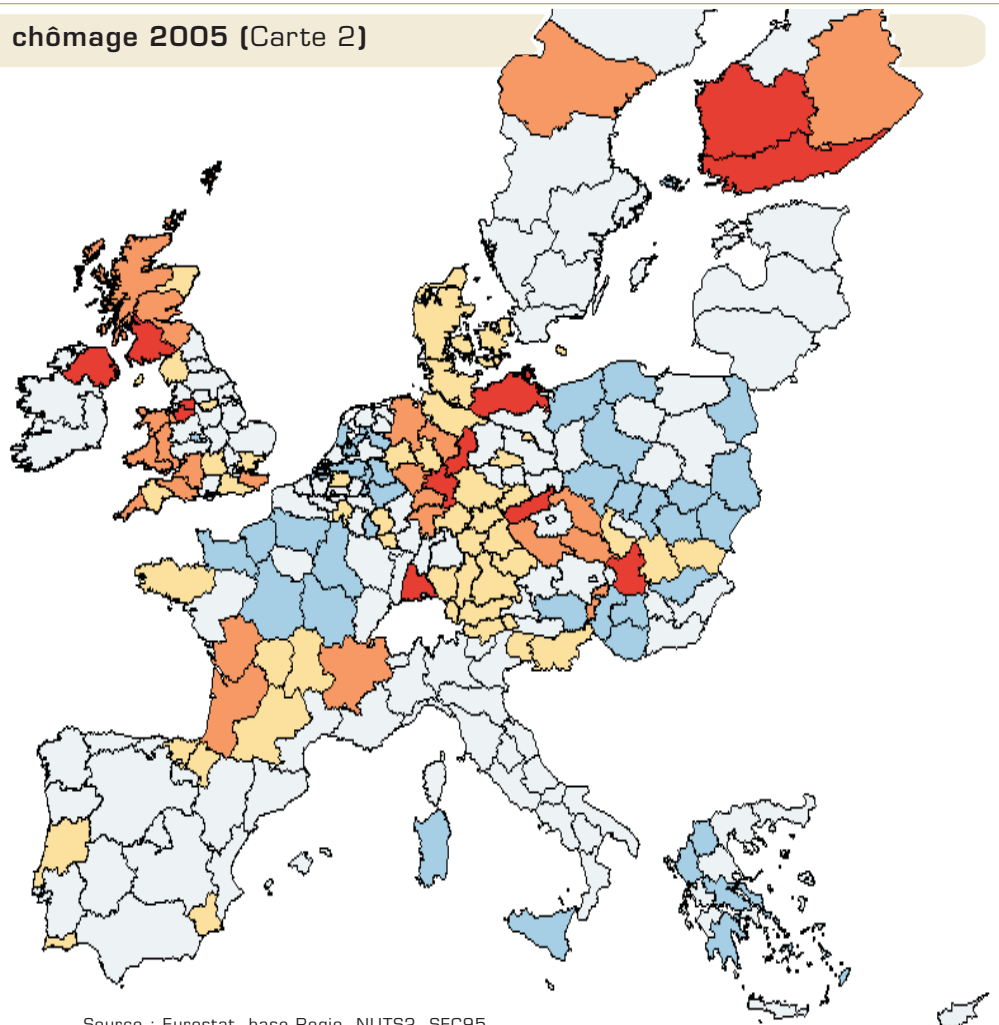 chômage 2005 (Carte 2)
Source : Eurostat, base Regio, NUTS2, SEC95